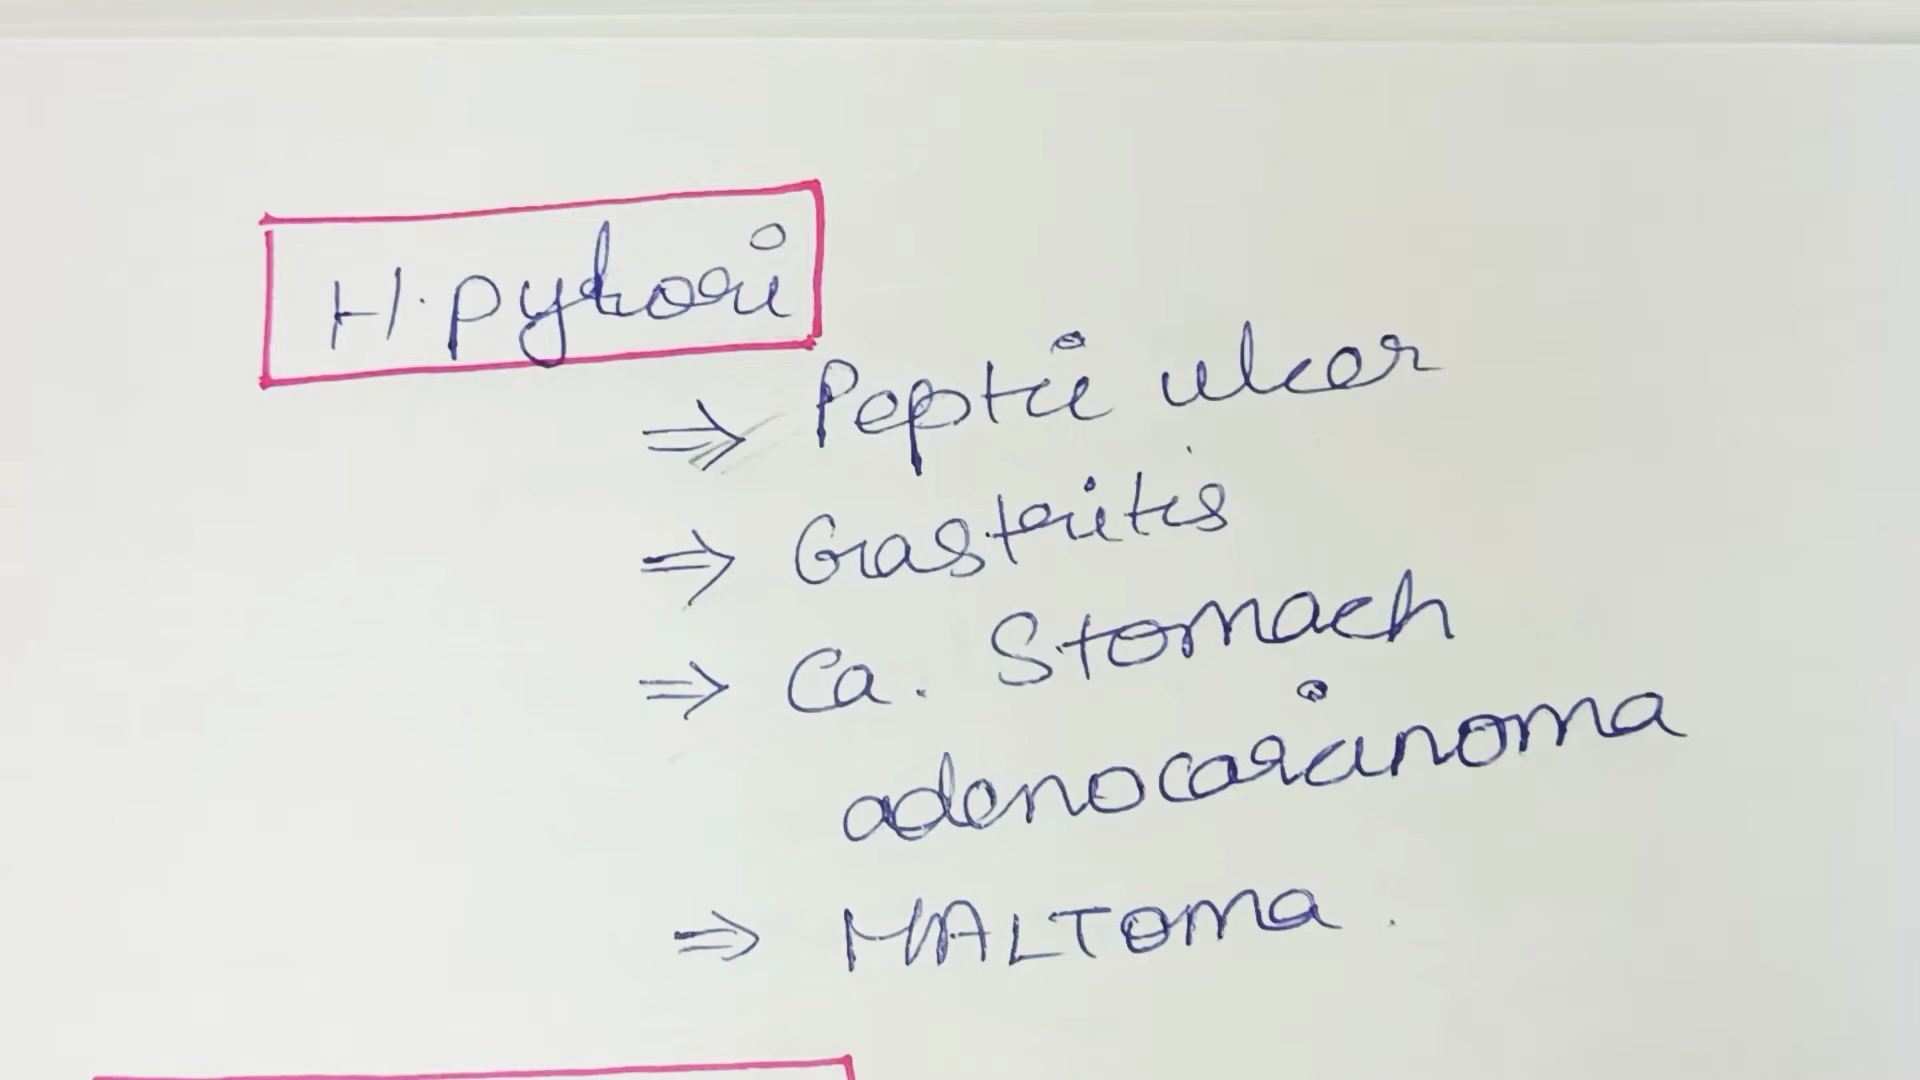 H. pylori
⇒ Peptic ulcer
⇒ Gastritis
⇒ Ca. Stomach
adenocarcinoma
⇒ MALToma.